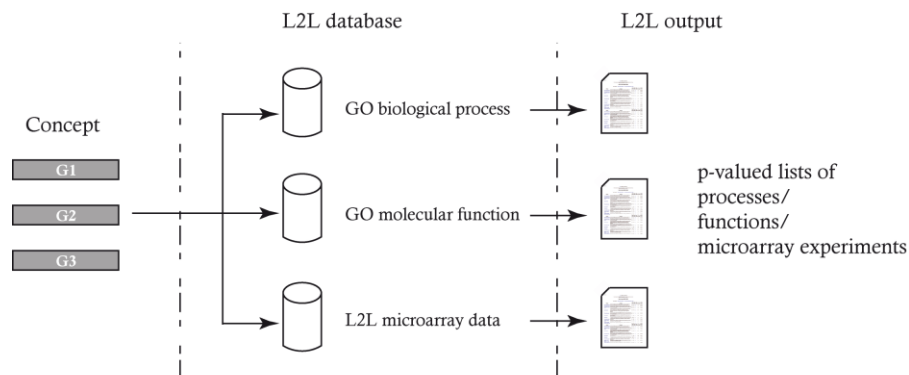 L2L database
L2L output
Concept
G1
G2
G3
GO biological process
GO molecular function
L2L microarray data
p-valued lists of
processes/
functions/
microarray experiments